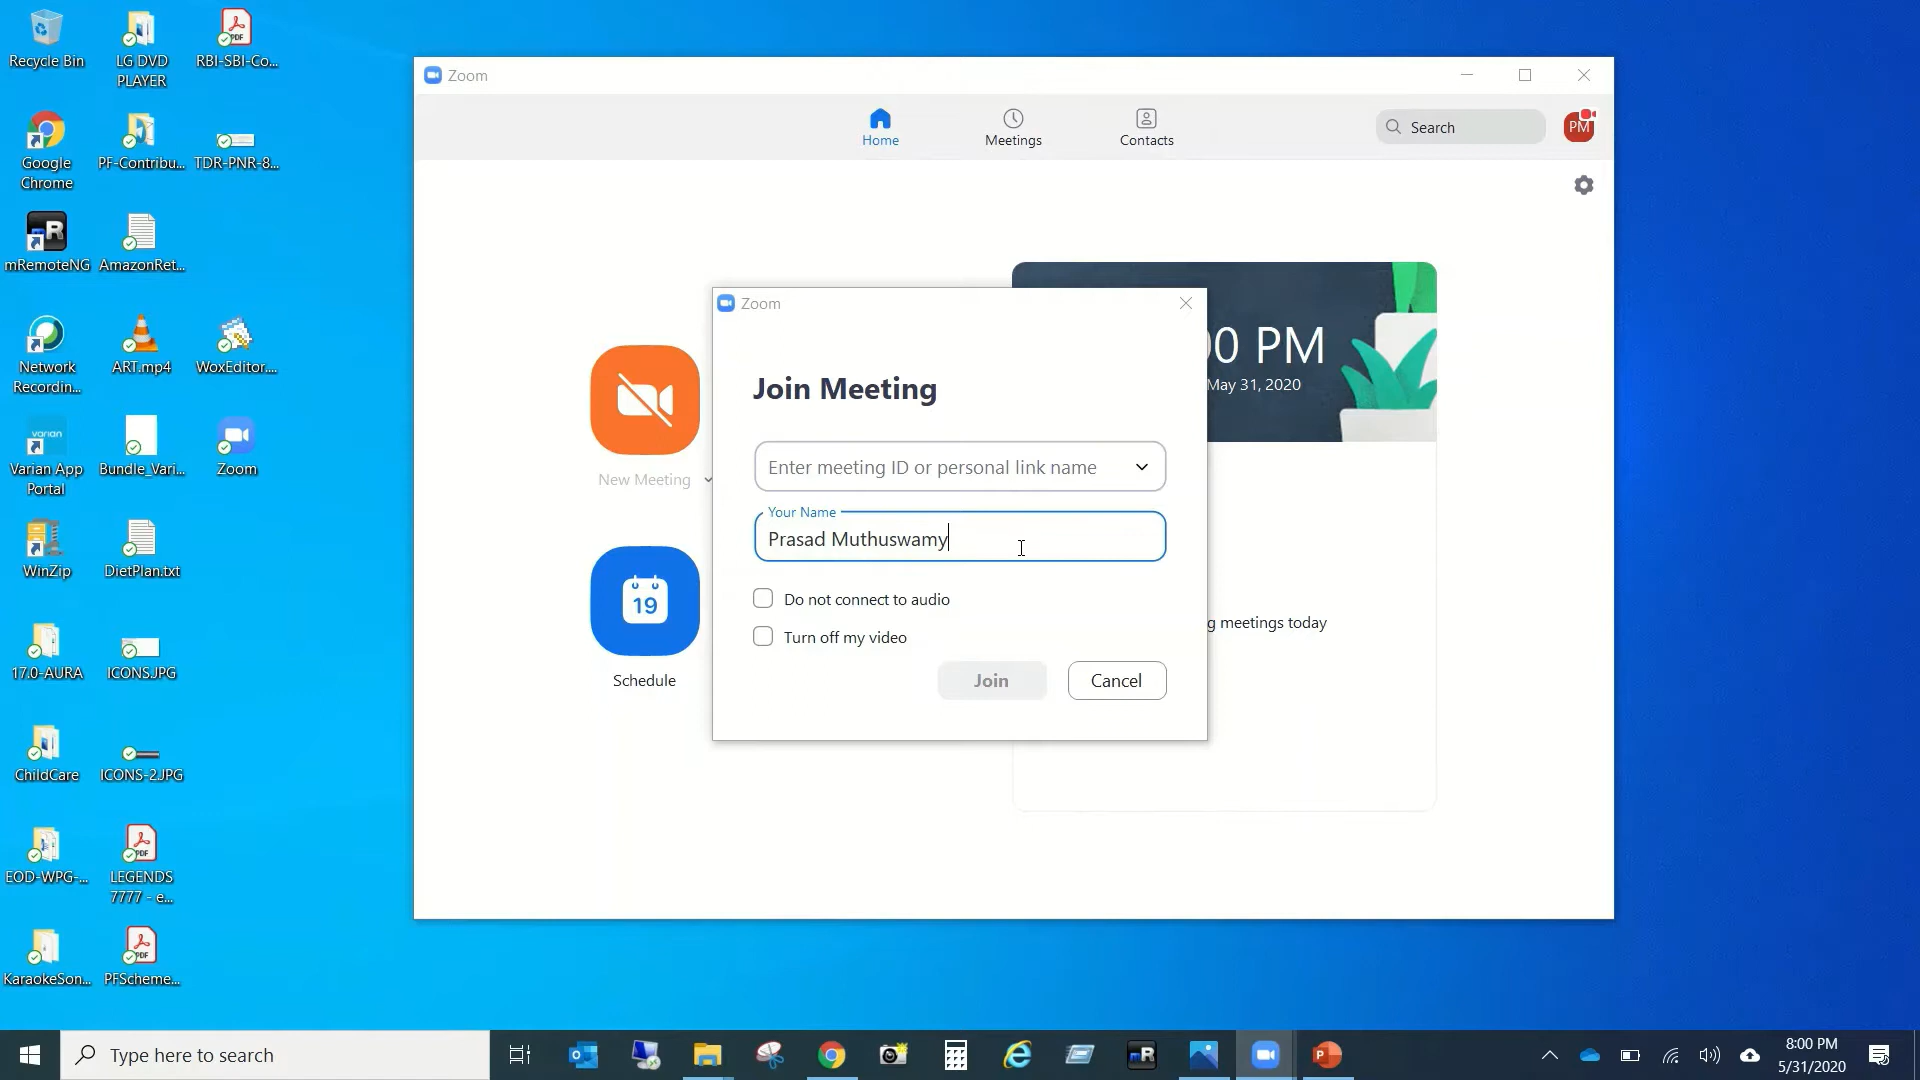 Recycle Bin
LG DVD
PLAYER
RBI-SBI-Co...
Google
Chrome
PF-Contribu...
TDR-PNR-8...
mRemoteNG
AmazonRet...
Network
Recordin...
ART.mp4
WoxEditor....
Varian App
Portal
Bundle_Vari...
Zoom
WinZip
DietPlan.txt
17.0-AURA
ICONS.JPG
ChildCare
ICONS-2.JPG
EOD-WPG-...
LEGENDS
7777 - e...
KaraokeSon...
PFScheme...
Zoom
Home
Meetings
Contacts
Search
PM
New Meeting
19
Schedule
00 PM
May 31, 2020
g meetings today
Zoom
Join Meeting
Enter meeting ID or personal link name
Your Name
Prasad Muthuswamy
Do not connect to audio
Turn off my video
Join
Cancel
Type here to search
8:00 PM
5/31/2020